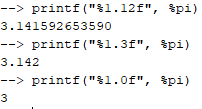 --> printf("%1.12f", %pi)
3.141592653590
--> printf("%1.3f", %pi)
3.142
--> printf("%1.0f", %pi)
3